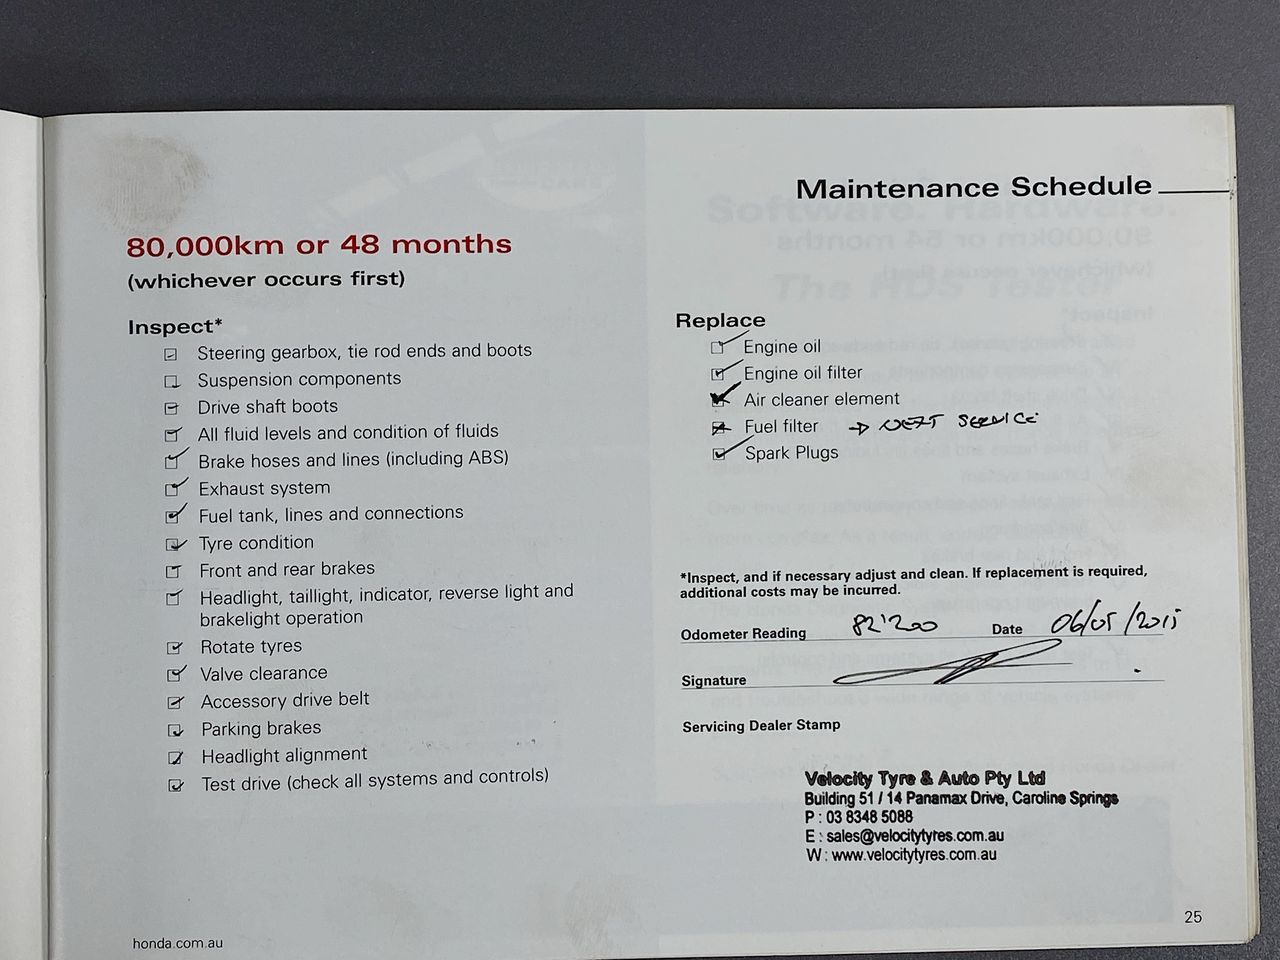 Maintenance Schedule
80,000km or 48 months
(whichever occurs first)
Inspect*
Steering gearbox, tie rod ends and boots
Suspension components
Drive shaft boots
All fluid levels and condition of fluids
Brake hoses and lines (including ABS)
Exhaust system
Fuel tank, lines and connections
Tyre condition
Front and rear brakes
Headlight, taillight, indicator, reverse light and
brakelight operation
Rotate tyres
Valve clearance
Accessory drive belt
Parking brakes
Headlight alignment
Test drive (check all systems and controls)
Replace
Engine oil
Engine oil filter
Air cleaner element
Fuel filter → NEXT SERVICE
Spark Plugs
*Inspect, and if necessary adjust and clean. If replacement is required,
additional costs may be incurred.
Odometer Reading 82'200 Date 06/05/2015
Signature
Servicing Dealer Stamp
Velocity Tyre & Auto Pty Ltd
Building 51 / 14 Panamax Drive, Caroline Springs
P : 03 8348 5088
E : sales@velocitytyres.com.au
W : www.velocitytyres.com.au
25
honda.com.au